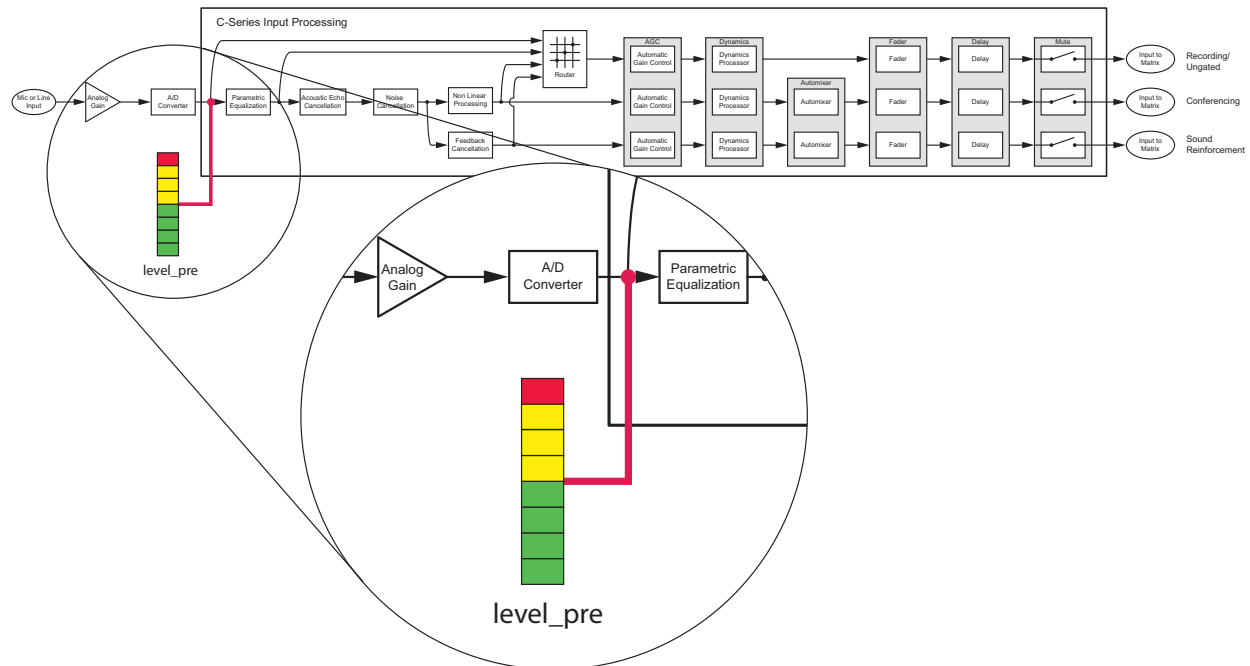 C-Series Input Processing
Mic or Line
Input
Analog
Gain
A/D
Converter
Parametric
Equalization
Acoustic Echo
Cancellation
Noise
Cancellation
Non Linear
Processing
Feedback
Cancellation
Router
AGC
Automatic
Gain Control
Automatic
Gain Control
Automatic
Gain Control
Dynamics
Dynamics
Processor
Dynamics
Processor
Dynamics
Processor
Automixer
Automixer
Automixer
Fader
Fader
Fader
Fader
Delay
Delay
Delay
Delay
Mute
Input to
Matrix
Recording/
Ungated
Input to
Matrix
Conferencing
Input to
Matrix
Sound
Reinforcement
level_pre
Analog
Gain
A/D
Converter
Parametric
Equalization
level_pre